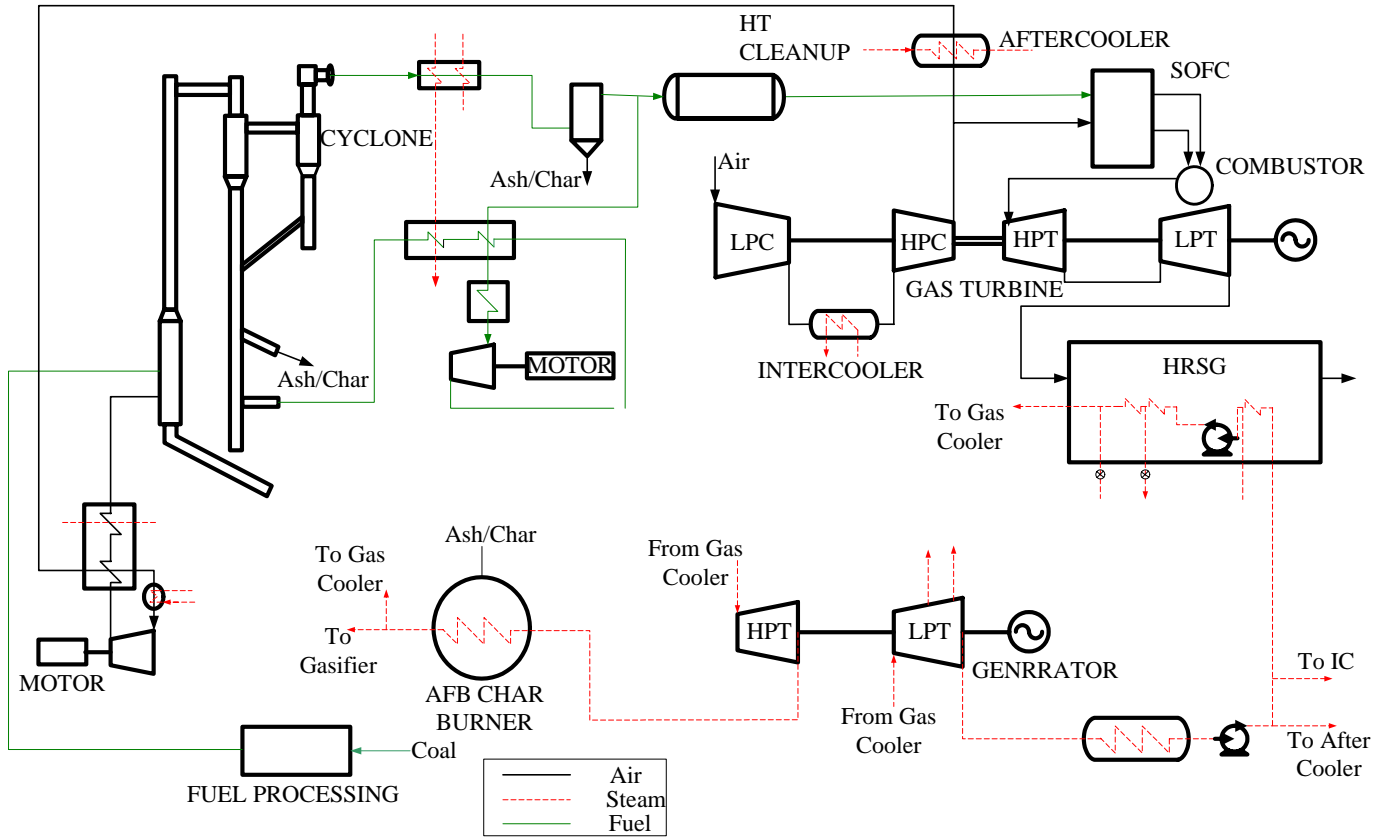 HT
CLEANUP
AFTERCOOLER
SOFC
CYCLONE
Ash/Char
Air
COMBUSTOR
LPC
HPC
HPT
LPT
GAS TURBINE
INTERCOOLER
MOTOR
Ash/Char
HRSG
To Gas
Cooler
Ash/Char
To Gas
Cooler
To
Gasifier
From Gas
Cooler
HPT
LPT
GENRRATOR
MOTOR
AFB CHAR
BURNER
From Gas
Cooler
To IC
To After
Cooler
Coal
FUEL PROCESSING
Air
Steam
Fuel